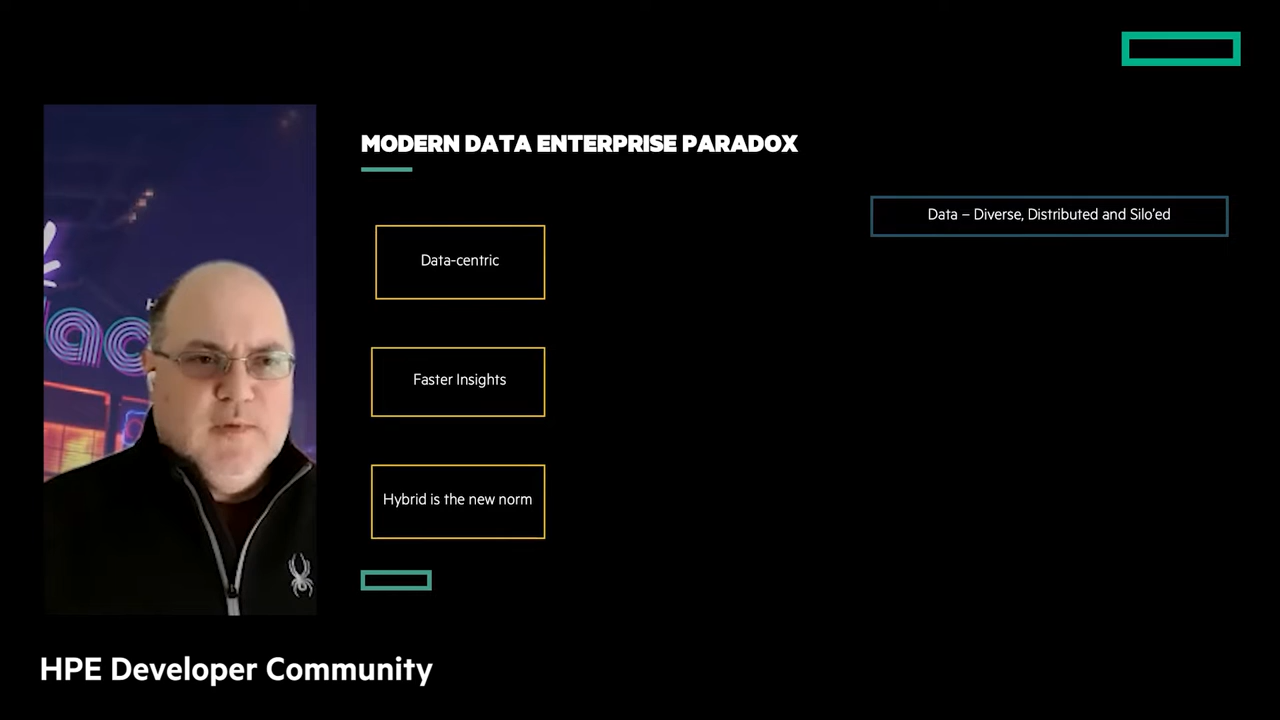 MODERN DATA ENTERPRISE PARADOX
Data – Diverse, Distributed and Silo'ed
Data-centric
Faster Insights
Hybrid is the new norm
HPE Developer Community